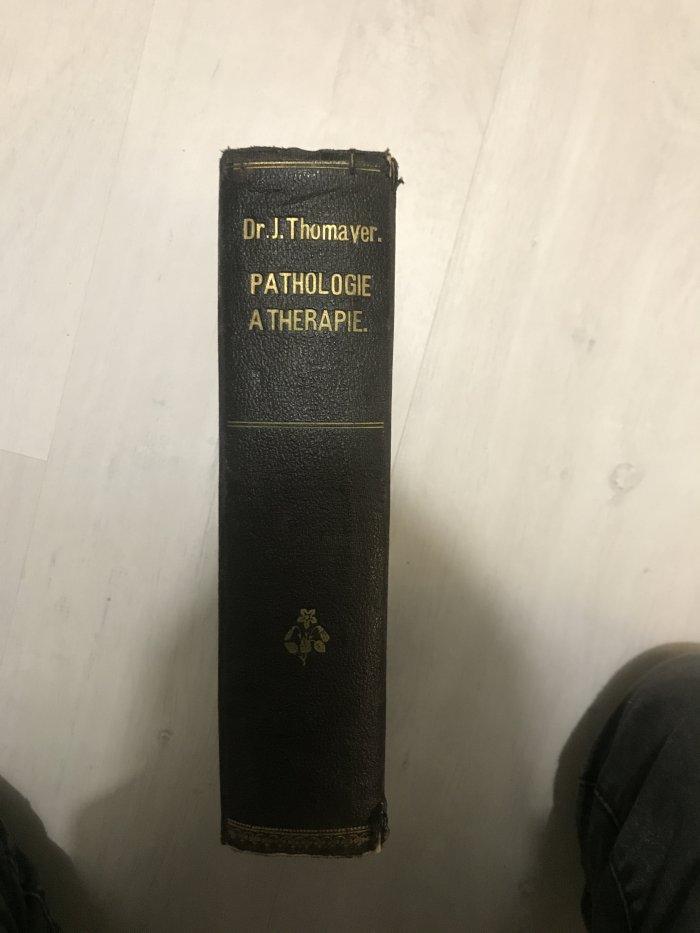 Dr. J. Thomayer.
PATHOLOGIE
A THERAPIE.